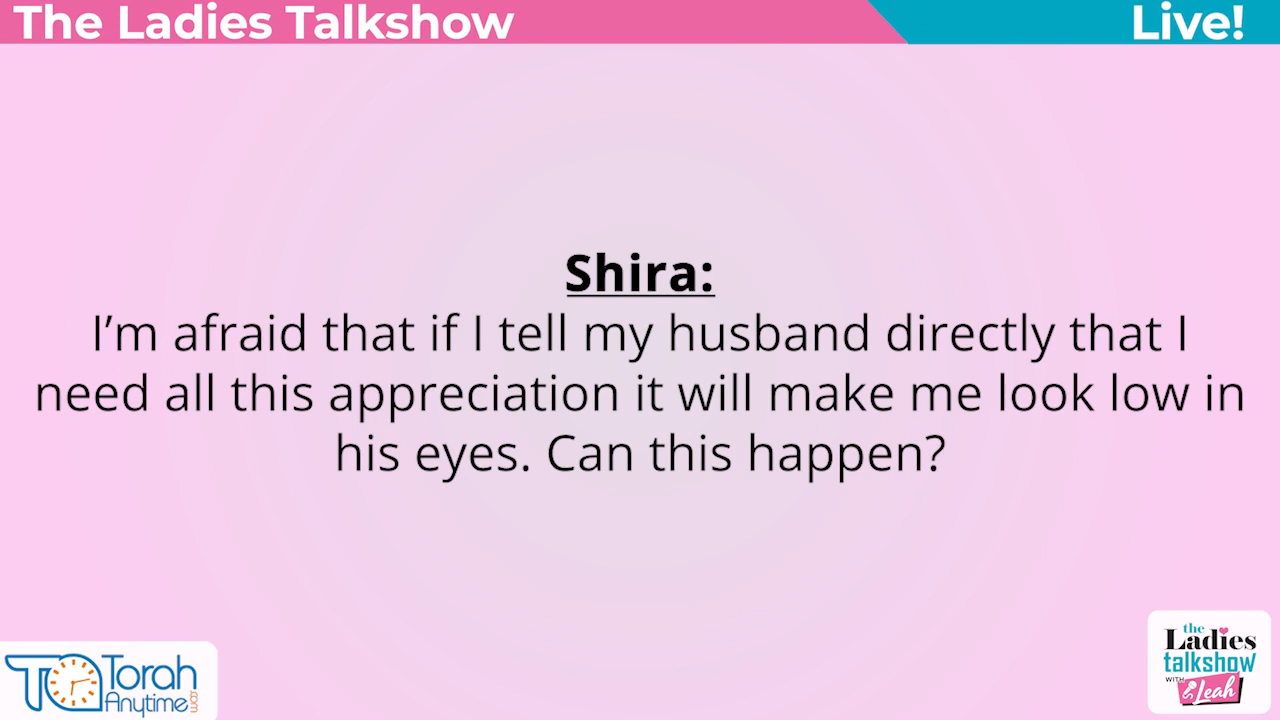 The Ladies Talkshow
Live!
Shira:
I’m afraid that if I tell my husband directly that I
need all this appreciation it will make me look low in
his eyes. Can this happen?
TA Torah
Anytime.com
the
Ladies
talkshow
WITH
Leah